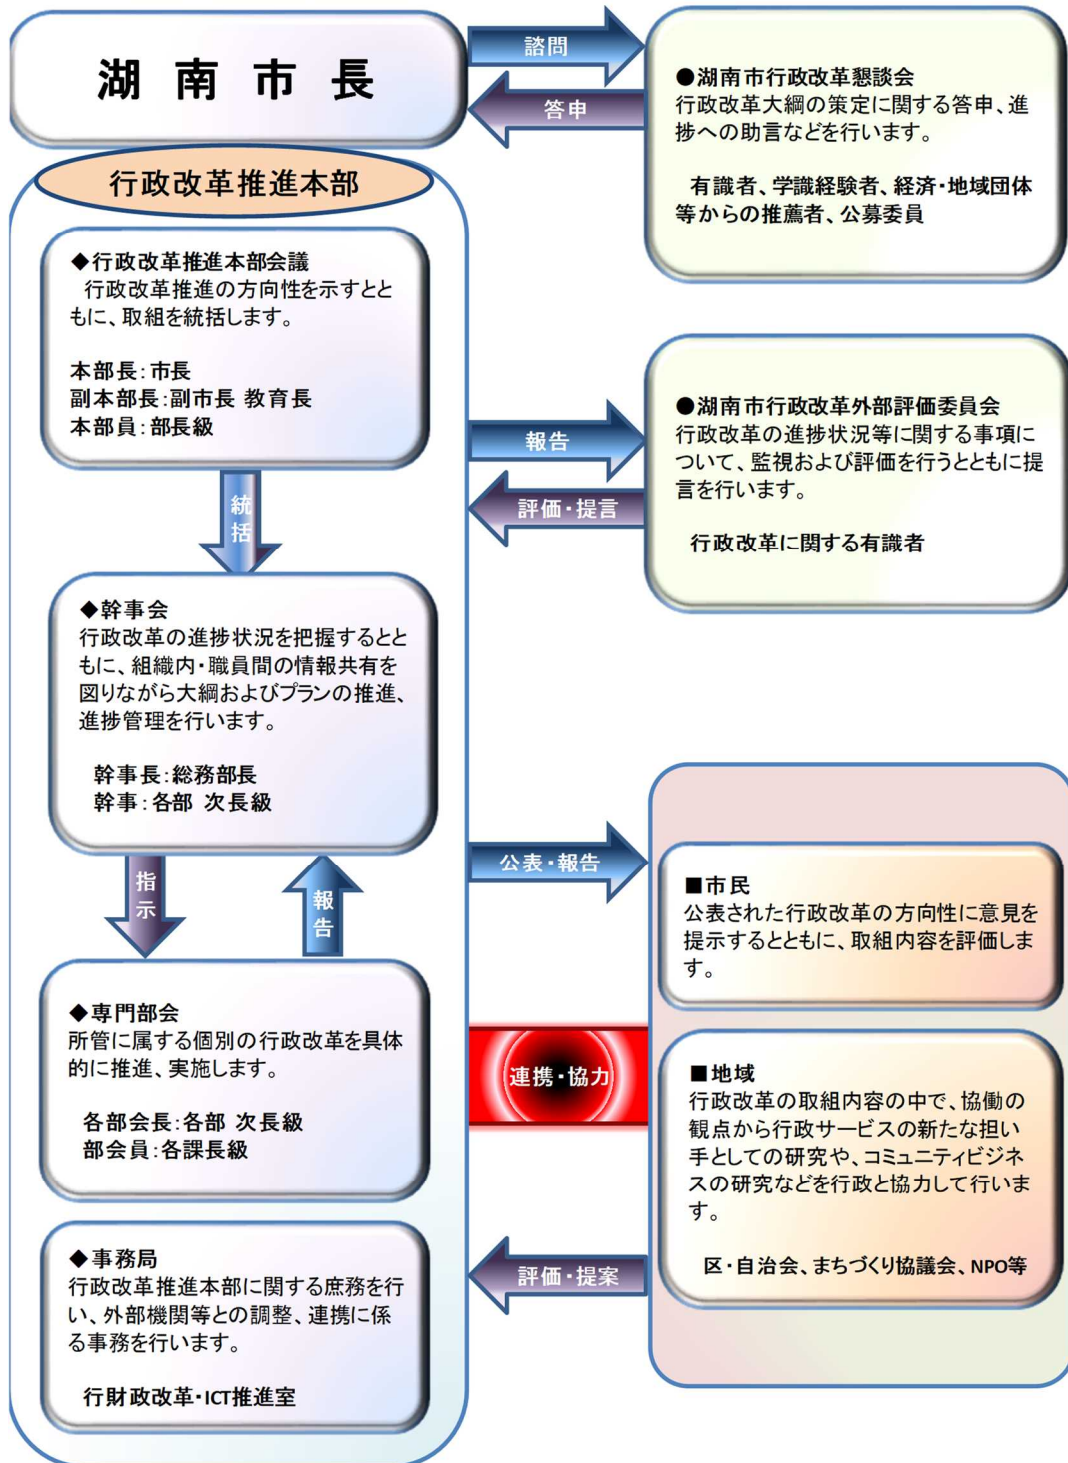 湖南市長
諮問
答申
●湖南市行政改革懇談会
行政改革大綱の策定に関する答申、進
捗への助言などを行います。
有識者、学識経験者、経済・地域団体
等からの推薦者、公募委員
行政改革推進本部
◆行政改革推進本部会議
行政改革推進の方向性を示すとと
もに、取組を統括します。
本部長：市長
副本部長：副市長 教育長
本部員：部長級
報告
評価・提言
●湖南市行政改革外部評価委員会
行政改革の進捗状況等に関する事項に
ついて、監視および評価を行うとともに提
言を行います。
行政改革に関する有識者
統括
◆幹事会
行政改革の進捗状況を把握するとと
もに、組織内・職員間の情報共有を
図りながら大綱およびプランの推進、
進捗管理を行います。
幹事長：総務部長
幹事：各部 次長級
指示
報告
◆専門部会
所管に属する個別の行政改革を具体
的に推進、実施します。
各部会長：各部 次長級
部会員：各課長級
◆事務局
行政改革推進本部に関する庶務を行
い、外部機関等との調整、連携に係
る事務を行います。
行財政改革・ICT推進室
公表・報告
連携・協力
評価・提案
■市民
公表された行政改革の方向性に意見を
提示するとともに、取組内容を評価しま
す。
■地域
行政改革の取組内容の中で、協働の
観点から行政サービスの新たな担い
手としての研究や、コミュニティビジネ
スの研究などを行政と協力して行いま
す。
区・自治会、まちづくり協議会、NPO等